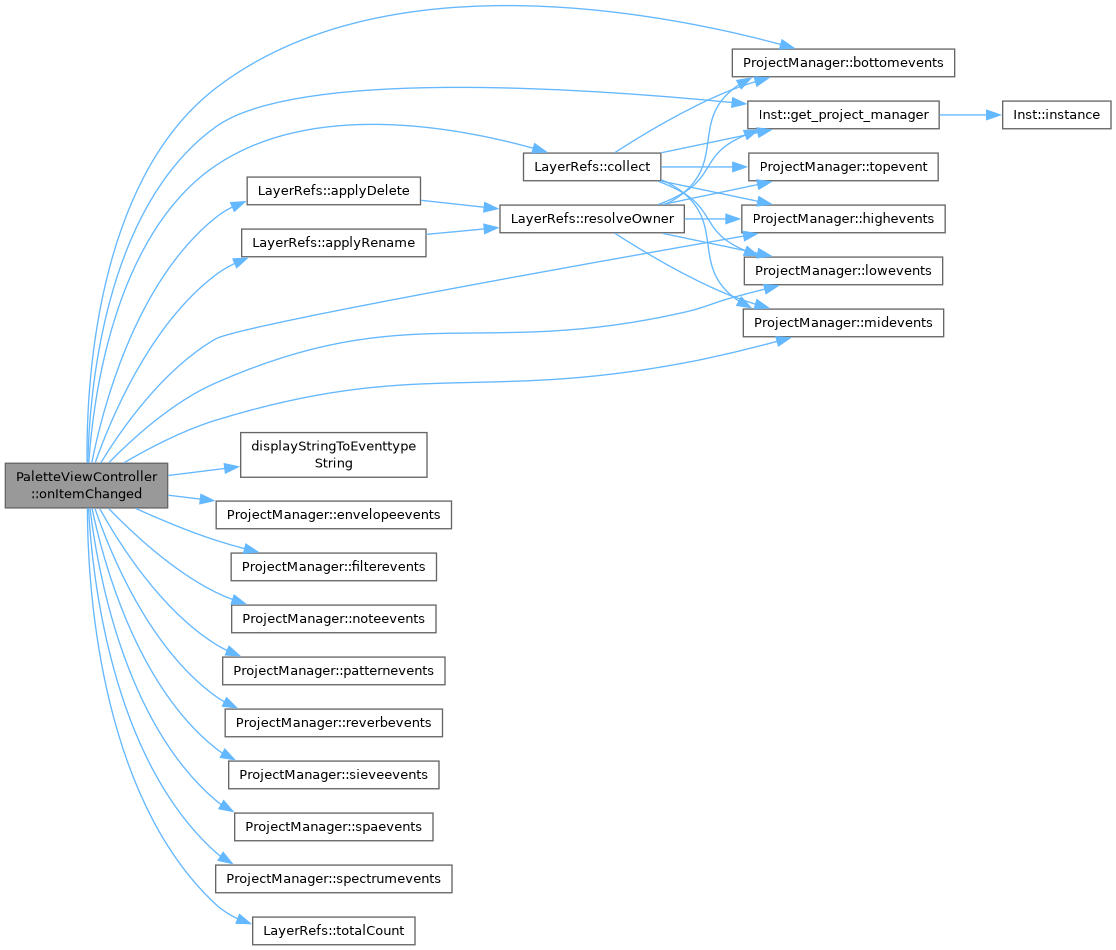 ProjectManager::bottomevents
Inst::get_project_manager
Inst::instance
LayerRefs::collect
ProjectManager::topevent
LayerRefs::applyDelete
LayerRefs::resolveOwner
ProjectManager::highevents
LayerRefs::applyRename
ProjectManager::lowevents
ProjectManager::midevents
displayStringToEventtype
String
PaletteViewController
::onItemChanged
ProjectManager::envelopeevents
ProjectManager::filterevents
ProjectManager::noteevents
ProjectManager::patternevents
ProjectManager::reverbevents
ProjectManager::sieveevents
ProjectManager::spaevents
ProjectManager::spectrumevents
LayerRefs::totalCount